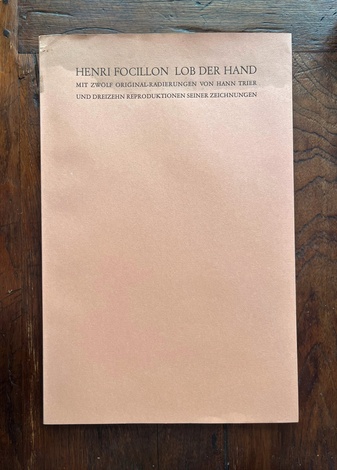 HENRI FOCILLON LOB DER HAND
MIT ZWÖLF ORIGINAL-RADIERUNGEN VON HANN TRIER
UND DREIZEHN REPRODUKTIONEN SEINER ZEICHNUNGEN